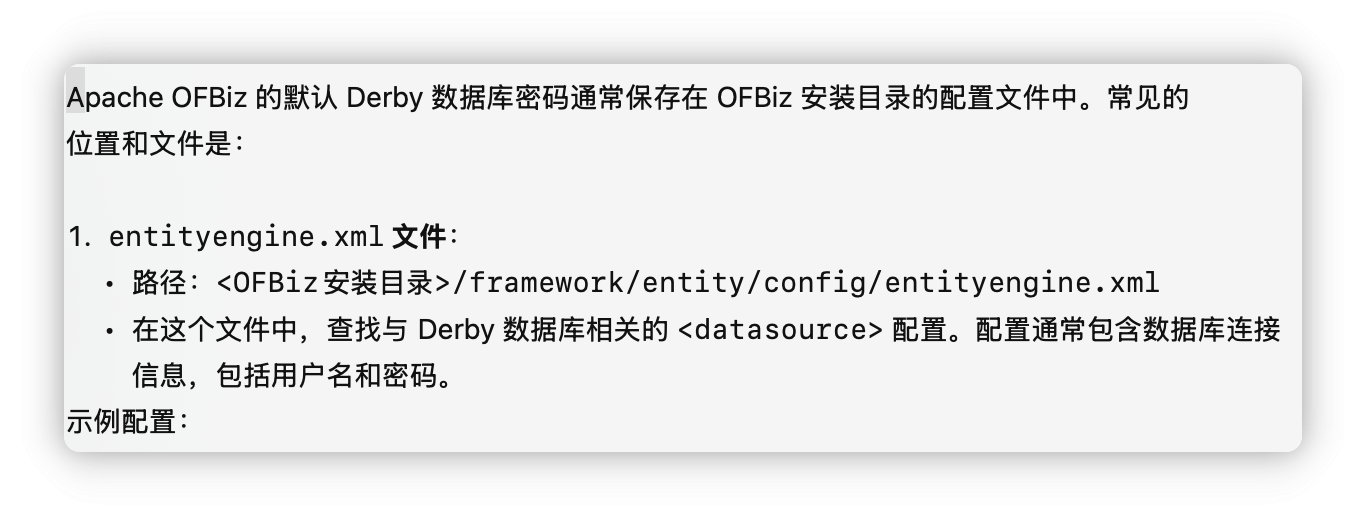 Apache OFBiz 的默认 Derby 数据库密码通常保存在 OFBiz 安装目录的配置文件中。常见的
位置和文件是：
1. entityengine.xml 文件：
• 路径：<OFBiz安装目录>/framework/entity/config/entityengine.xml
• 在这个文件中，查找与 Derby 数据库相关的 <datasource> 配置。配置通常包含数据库连接
信息，包括用户名和密码。
示例配置：